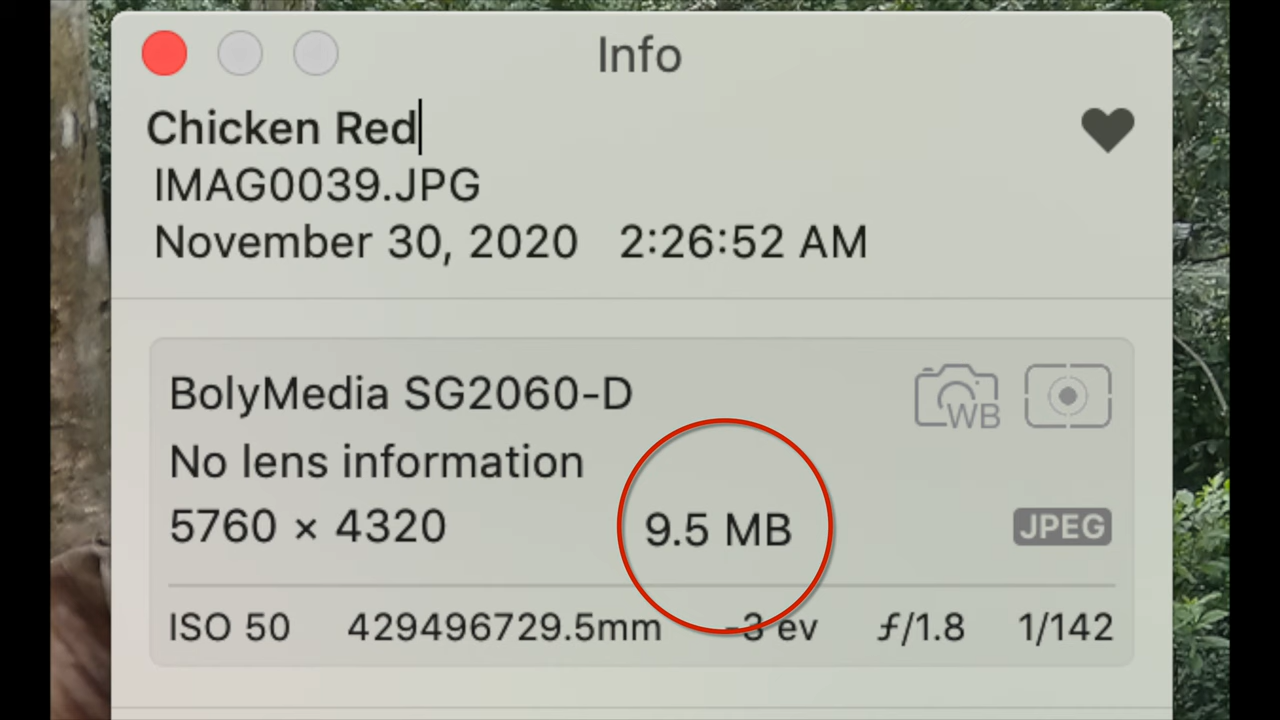 Info
Chicken Red
IMAG0039.JPG
November 30, 2020 2:26:52 AM
BolyMedia SG2060-D
WB
No lens information
5760 × 4320 9.5 MB JPEG
ISO 50 429496729.5mm -3 ev ƒ/1.8 1/142